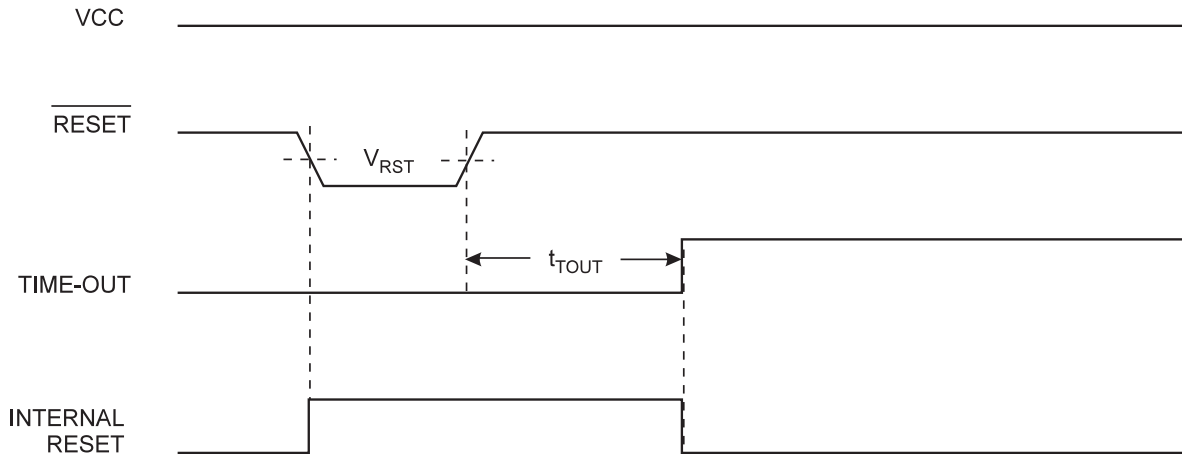 VCC
RESET
VRST
tTOUT
TIME-OUT
INTERNAL
RESET